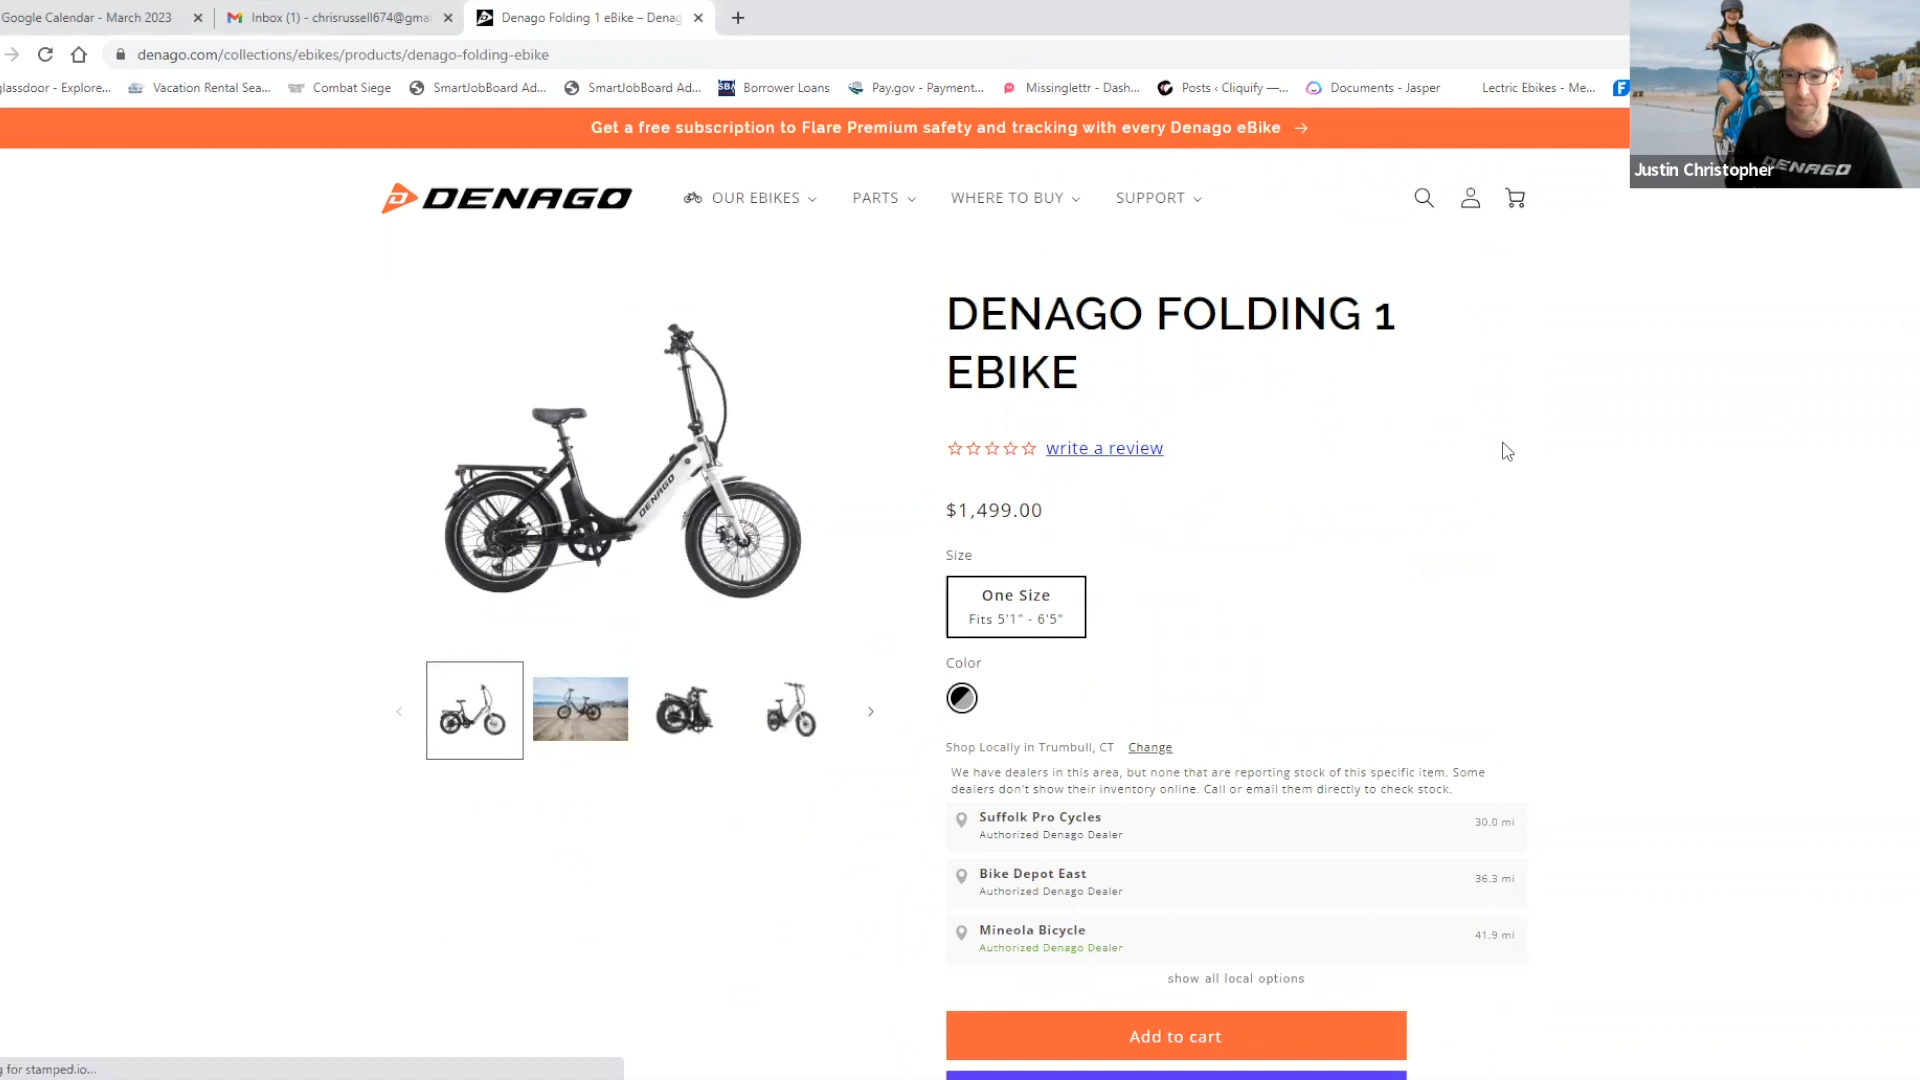 Google Calendar - March 2023
Inbox (1) - chrisrussell674@gma
Denago Folding 1 eBike – Denag
denago.com/collections/ebikes/products/denago-folding-ebike
glassdoor - Explore...
Vacation Rental Sea...
Combat Siege
SmartJobBoard Ad...
SmartJobBoard Ad...
SBA
Borrower Loans
Pay.gov - Payment...
Missinglettr - Dash...
Posts ‹ Cliquify —...
Documents - Jasper
Lectric Ebikes - Me...
Get a free subscription to Flare Premium safety and tracking with every Denago eBike →
DENAGO
Justin Christopher
DENAGO
OUR EBIKES
PARTS
WHERE TO BUY
SUPPORT
DENAGO FOLDING 1
EBIKE
write a review
DENAGO
$1,499.00
Size
One Size
Fits 5'1" - 6'5"
Color
Shop Locally in Trumbull, CT Change
We have dealers in this area, but none that are reporting stock of this specific item. Some
dealers don't show their inventory online. Call or email them directly to check stock.
Suffolk Pro Cycles
Authorized Denago Dealer
30.0 mi
Bike Depot East
Authorized Denago Dealer
36.3 mi
Mineola Bicycle
Authorized Denago Dealer
41.9 mi
show all local options
Add to cart
g for stamped.io...